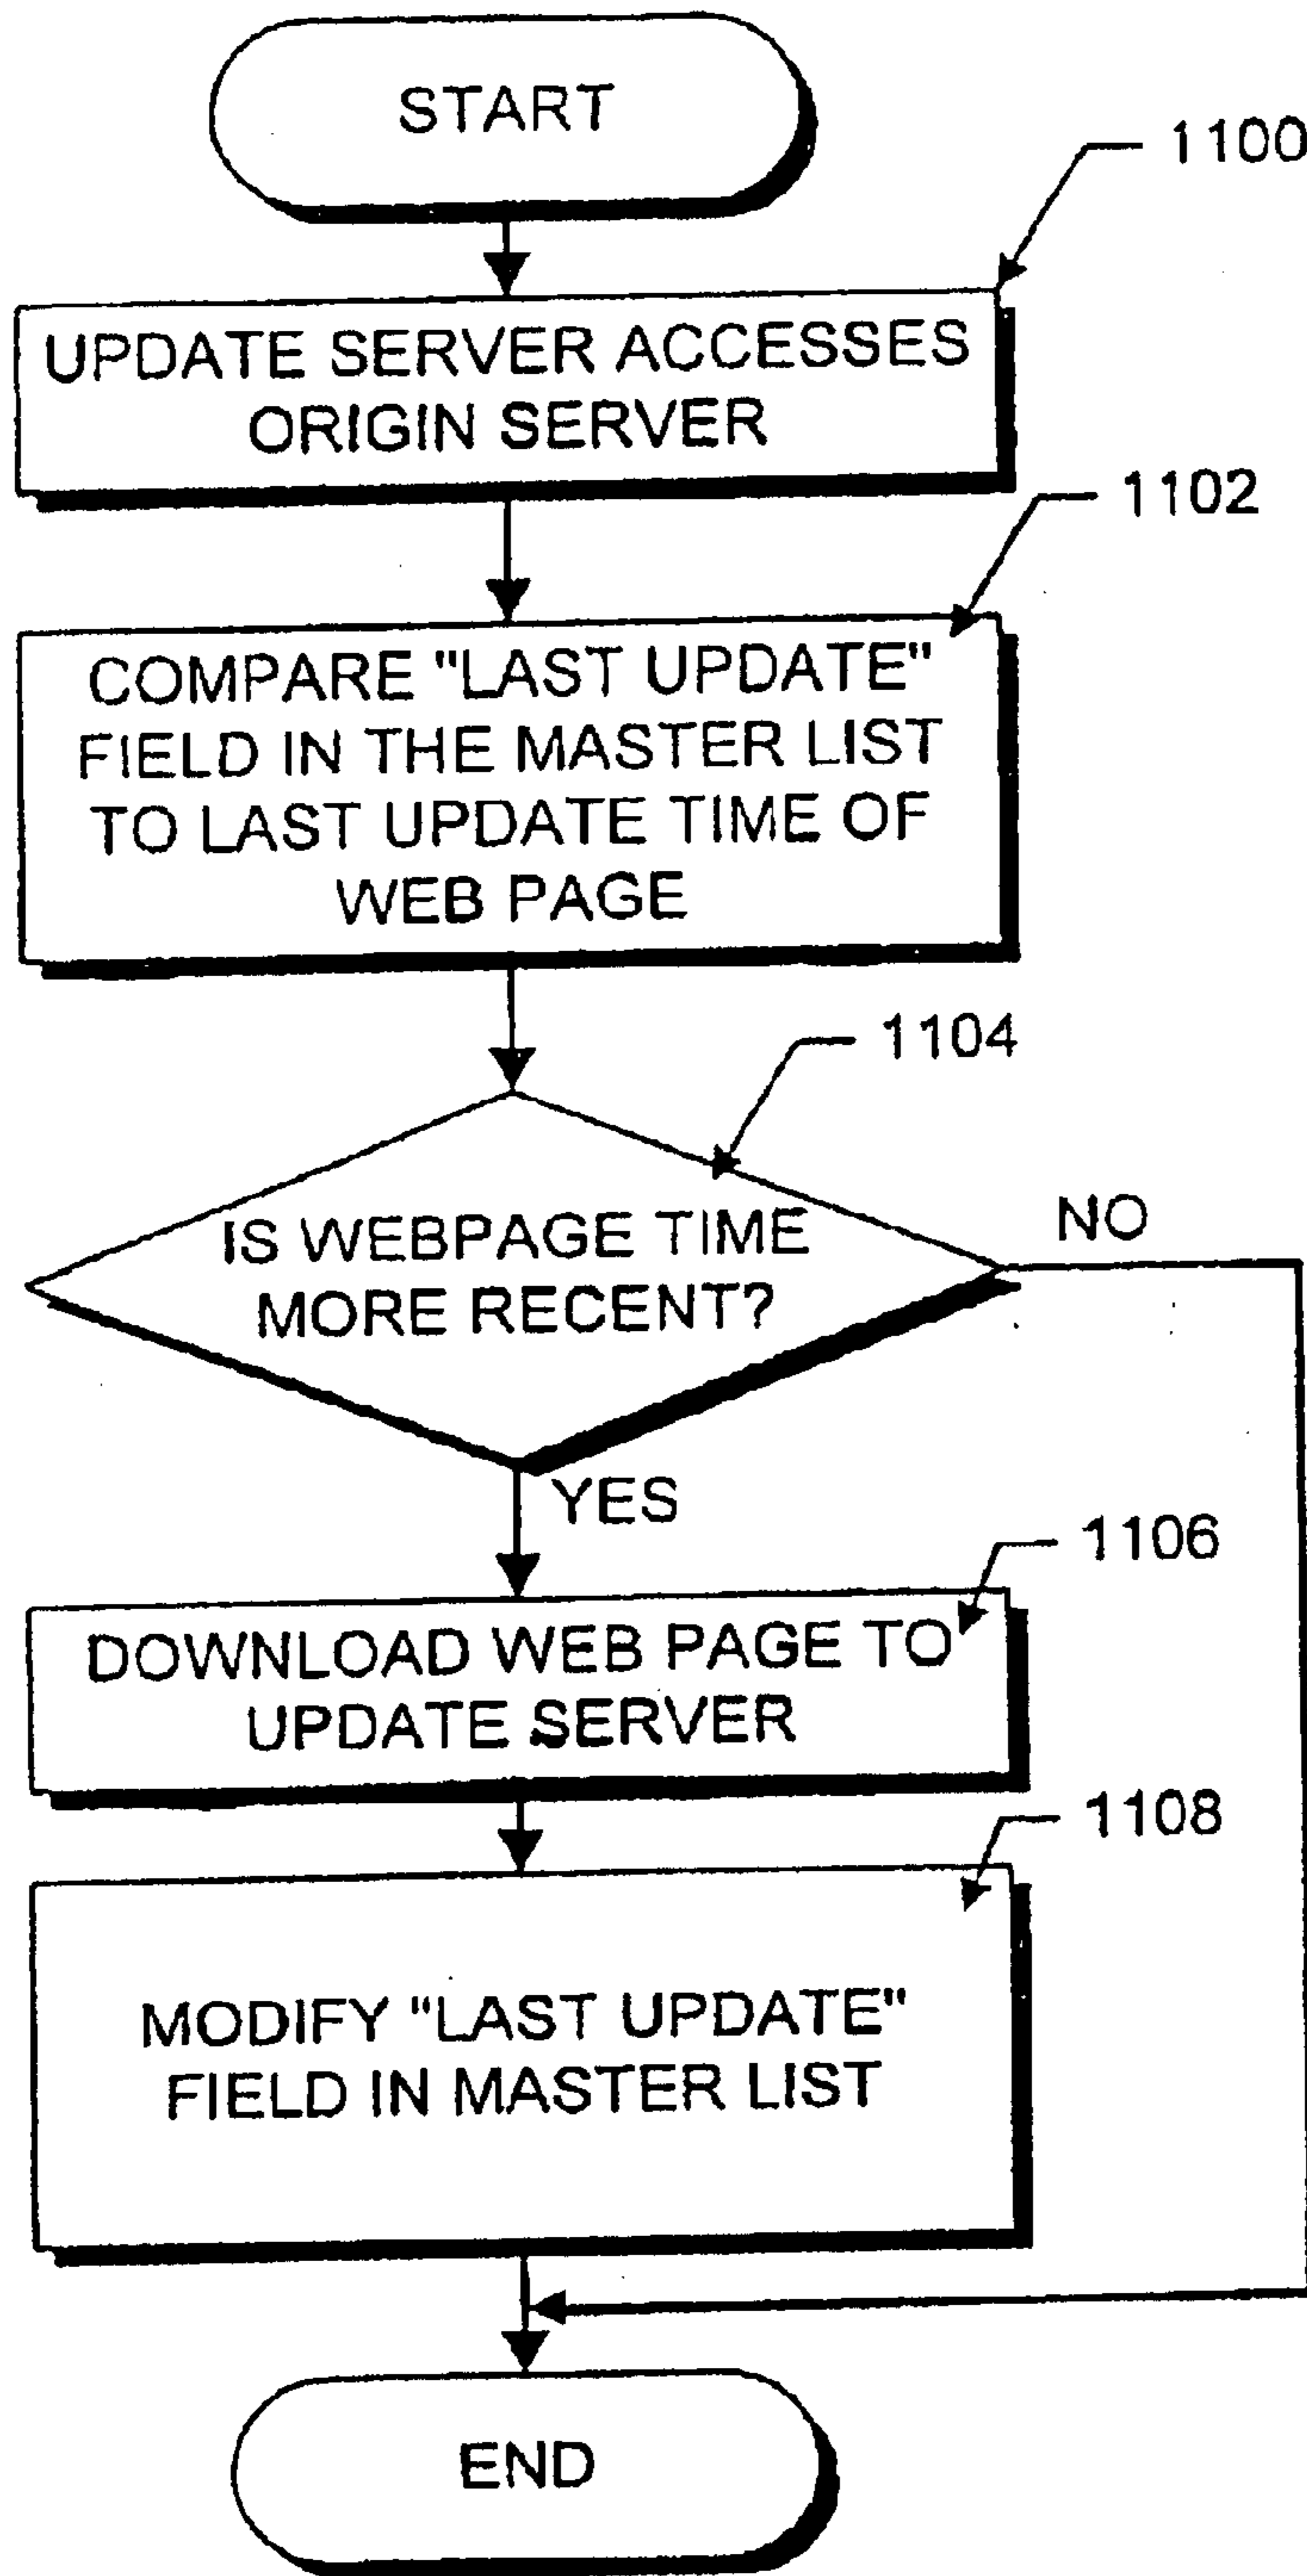 START
1100
UPDATE SERVER ACCESSES
ORIGIN SERVER
1102
COMPARE "LAST UPDATE"
FIELD IN THE MASTER LIST
TO LAST UPDATE TIME OF
WEB PAGE
1104
IS WEBPAGE TIME
MORE RECENT?
NO
YES
1106
DOWNLOAD WEB PAGE TO
UPDATE SERVER
1108
MODIFY "LAST UPDATE"
FIELD IN MASTER LIST
END